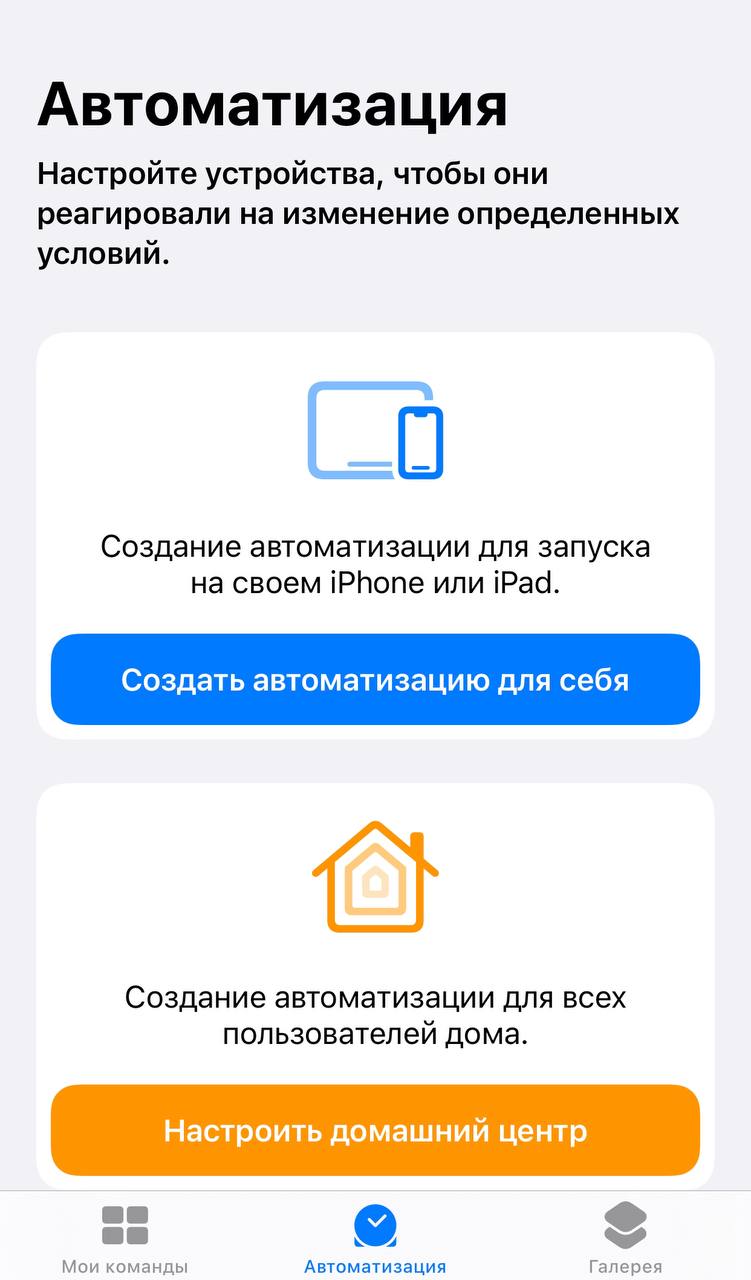 Автоматизация
Настройте устройства, чтобы они
реагировали на изменение определенных
условий.
Создание автоматизации для запуска
на своем iPhone или iPad.
Создать автоматизацию для себя
Создание автоматизации для всех
пользователей дома.
Настроить домашний центр
Мои команды
Автоматизация
Галерея